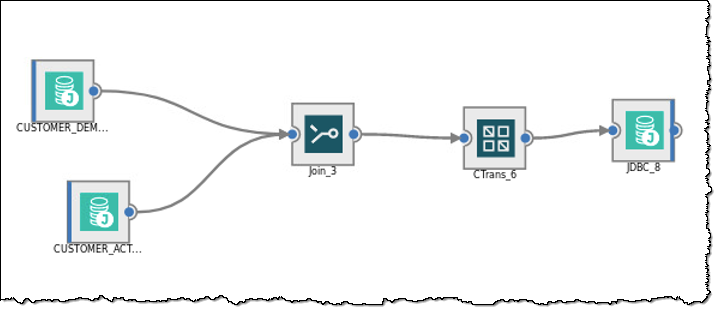 CUSTOMER_DEM...
Join_3
CTrans_6
JDBC_8
CUSTOMER_ACT...